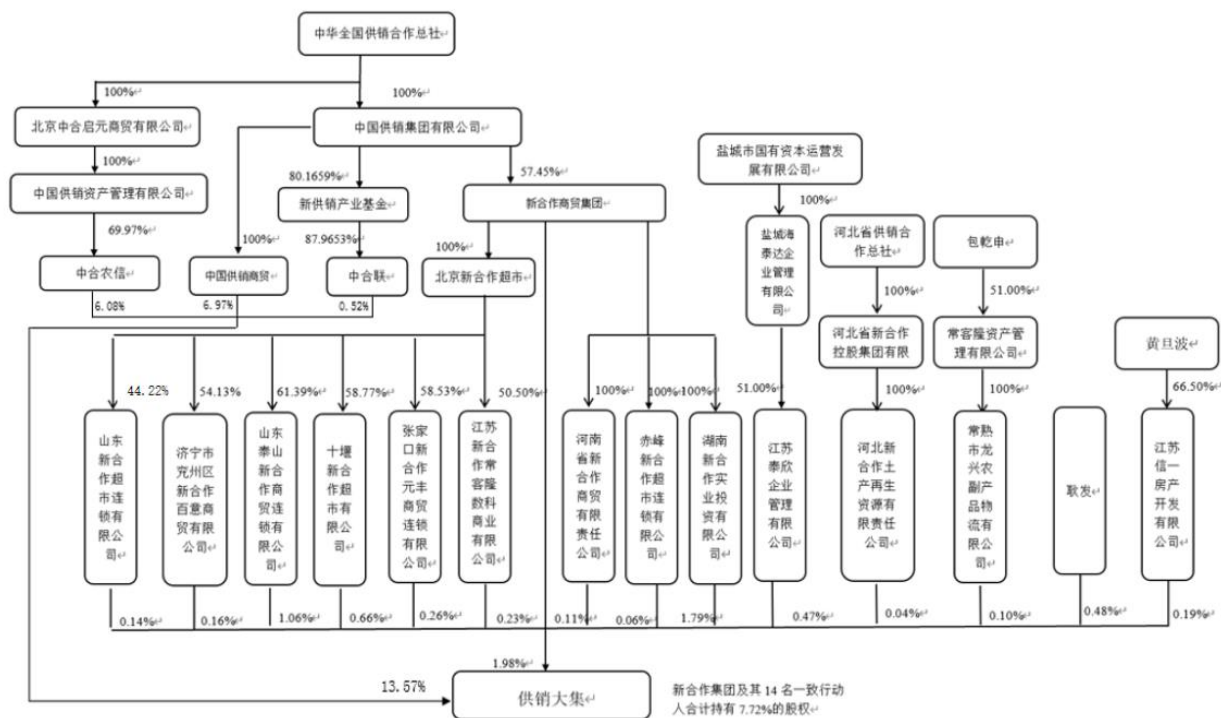 中华全国供销合作总社
100%
100%
北京中合启元商贸有限公司
中国供销集团有限公司
盐城市国有资本运营发
展有限公司
100%
80.1659%
57.45%
100%
中国供销资产管理有限公司
新供销产业基金
新合作商贸集团
盐城海
泰达企
业管理
有限公
司
河北省供销合
作总社
包乾申
69.97%
100%
87.9653%
100%
100%
51.00%
中合农信
中国供销商贸
中合联
北京新合作超市
6.08%
6.97%
0.52%
河北省新合作
控股集团有限
常客隆资产管
理有限公司
黄旦波
44.22%
54.13%
61.39%
58.77%
58.53%
50.50%
100%
100%
100%
51.00%
100%
100%
66.50%
山东
新合
作超
市连
锁有
限公
司
济宁市
兖州区
新合作
百意商
贸有限
公司
山东
泰山
新合
作商
贸连
锁有
限公
司
十堰
新合
作超
市有
限公
司
张家
口新
合作
元丰
商贸
连锁
有限
公司
江苏
新合
作常
客隆
数科
商业
有限
公司
河南
省新
合作
商贸
有限
责任
公司
赤峰
新合
作超
市连
锁有
限公
司
湖南
新合
作实
业投
资有
限公
司
江苏
泰欣
企业
管理
有限
公司
河北新
合作土
产再生
资源有
限责任
公司
常熟
市龙
兴农
副产
品物
流有
限公
司
耿发
江苏
信一
房产
开发
有限
公司
0.14%
0.16%
1.06%
0.66%
0.26%
0.23%
0.11%
0.06%
1.79%
0.47%
0.04%
0.10%
0.48%
0.19%
1.98%
13.57%
供销大集
新合作集团及其 14 名一致行动
人合计持有 7.72%的股权